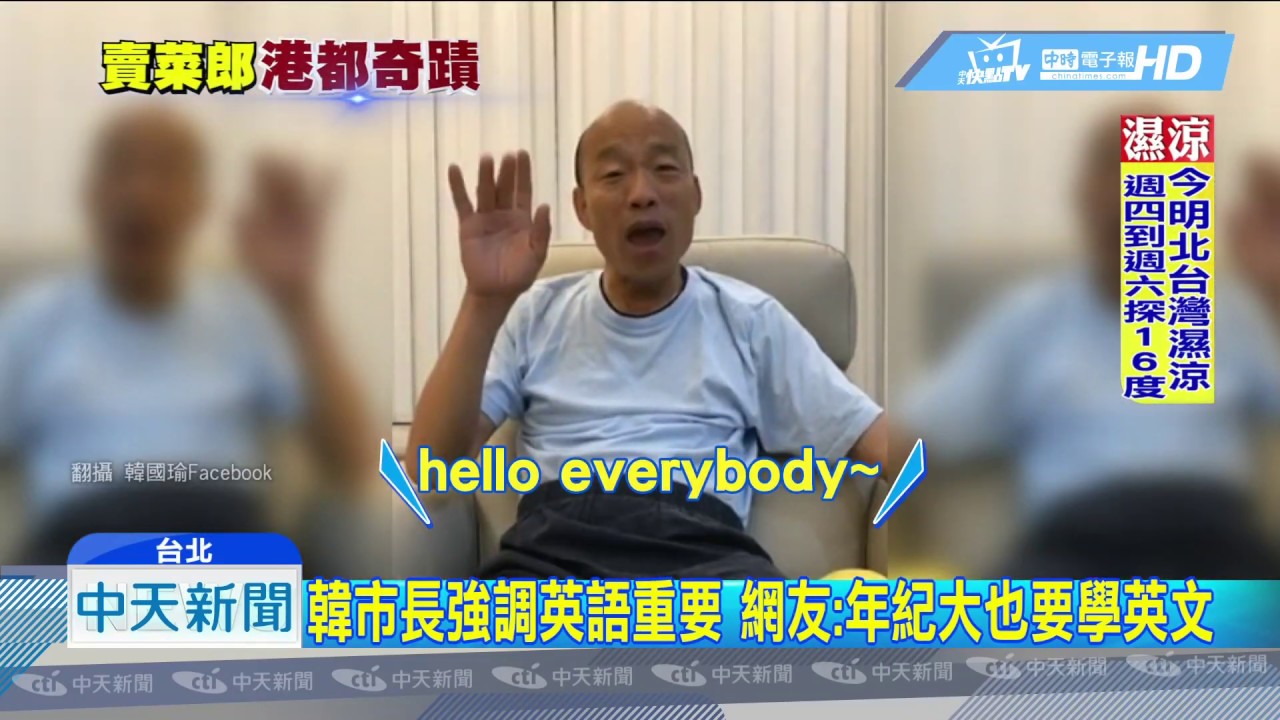 賣菜郎港都奇蹟
中天快點TV 中時電子報HD
chinatimes.com
濕涼
今明北台灣濕涼
週四到週六探16度
hello everybody~
翻攝 韓國瑜Facebook
台北
中天新聞
韓市長強調英語重要 網友:年紀大也要學英文
cti 中天新聞 cti 中天新聞 cti 中天新聞 cti 中天新聞 cti 中天新聞 cti 中天新聞 cti 中天新聞 cti 中天新聞